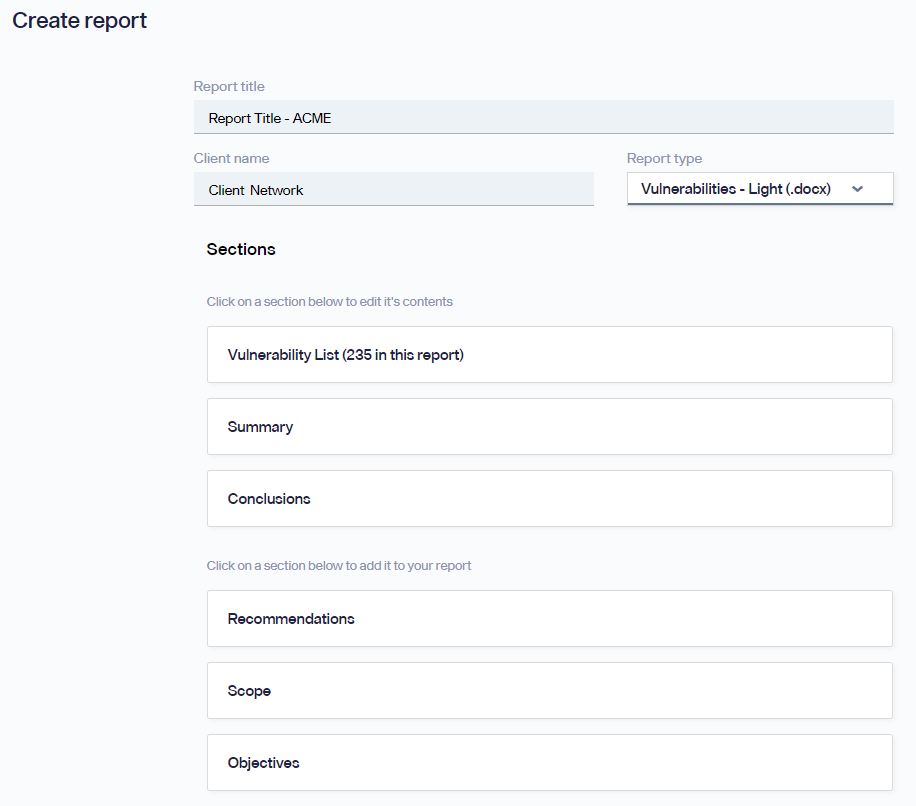 Create report
Report title
Report Title - ACME
Client name
Report type
Client Network
Vulnerabilities - Light (.docx)
Sections
Click on a section below to edit it's contents
Vulnerability List (235 in this report)
Summary
Conclusions
Click on a section below to add it to your report
Recommendations
Scope
Objectives